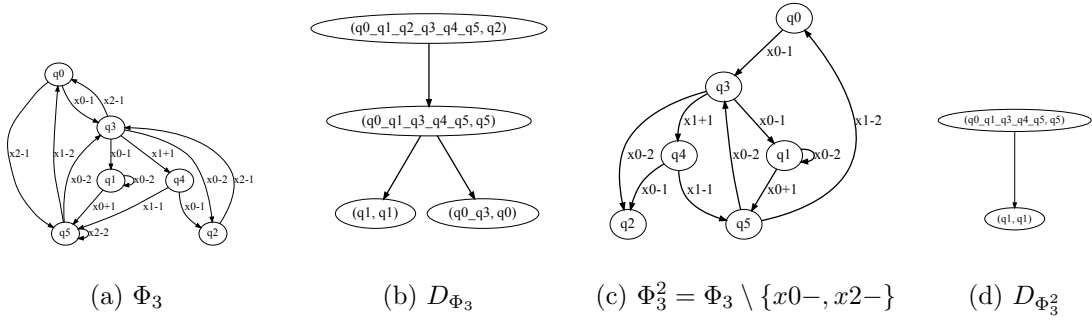 q0
x0-1
x2-1
q3
x2-1
x1-2
x0-1
x1+1
q1
x0-2
x0-2
q4
x0-2
x2-1
x0+1
x1-1
x0-1
q5
x2-2
q2
(a) Φ₃
(q0_q1_q2_q3_q4_q5, q2)
(q0_q1_q3_q4_q5, q5)
(q1, q1)
(q0_q3, q0)
(b) D_Φ₃
q0
x0-1
q3
x1+1
x0-1
x1-2
x0-2
q4
x0-2
q1
x0-2
x0-1
x1-1
x0+1
q2
q5
(c) Φ₃² = Φ₃ \ {x0−, x2−}
(q0_q1_q3_q4_q5, q5)
(q1, q1)
(d) D_Φ₃²